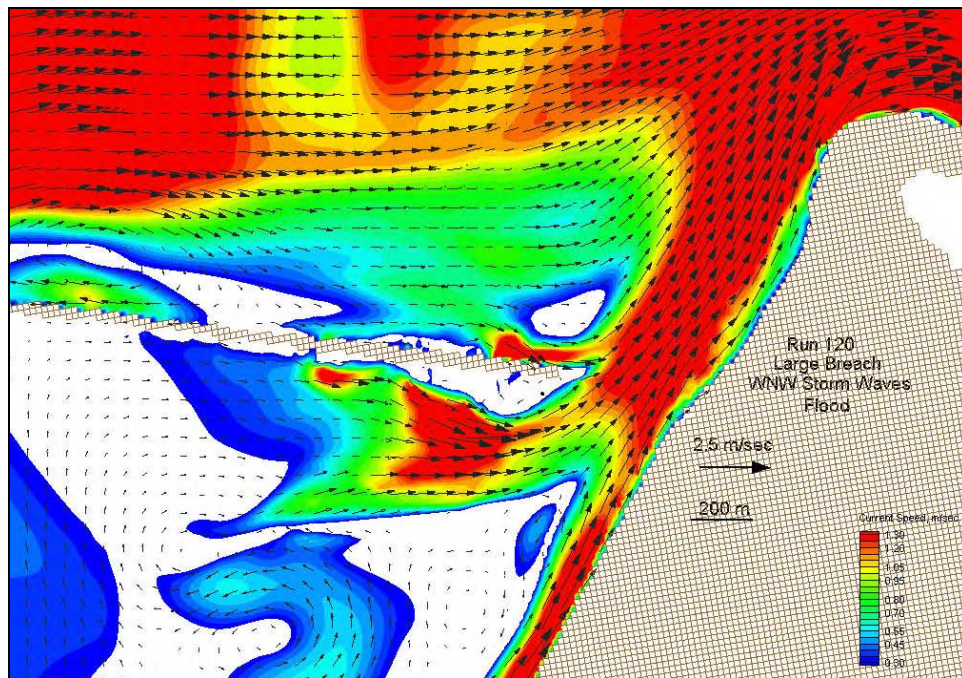 Run 120
Large Breach
WNW Storm Waves
Flood
2.5 m/sec
200 m
Current Speed, m/sec
1.30
1.20
1.05
0.95
0.80
0.70
0.55
0.45
0.30